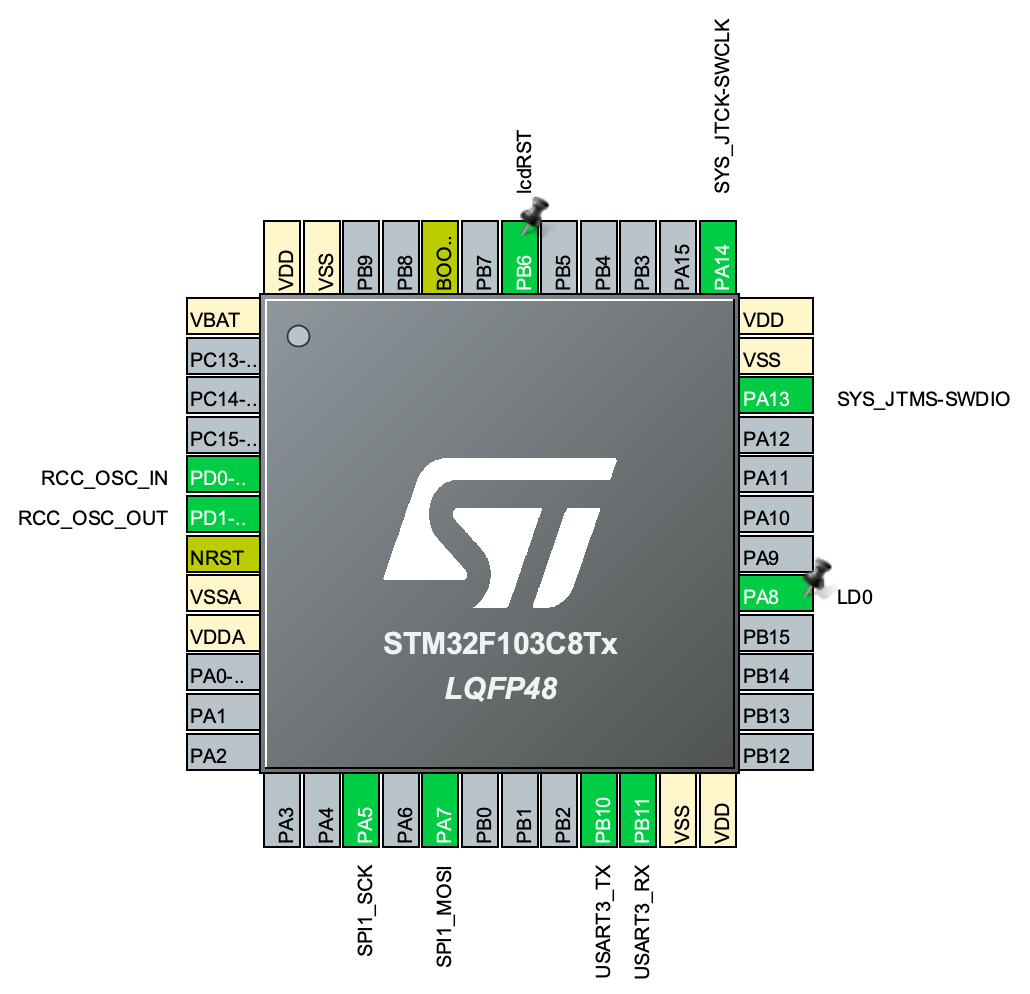 SYS_JTCK-SWCLK
lcdRST
VDD
VSS
PB9
PB8
BOO..
PB7
PB6
PB5
PB4
PB3
PA15
PA14
VBAT
PC13-..
PC14-..
PC15-..
RCC_OSC_IN
PD0-..
RCC_OSC_OUT
PD1-..
NRST
VSSA
VDDA
PA0-..
PA1
PA2
VDD
VSS
PA13
SYS_JTMS-SWDIO
PA12
PA11
PA10
PA9
PA8
LD0
PB15
PB14
PB13
PB12
ST
STM32F103C8Tx
LQFP48
PA3
PA4
PA5
PA6
PA7
PB0
PB1
PB2
PB10
PB11
VSS
VDD
SPI1_SCK
SPI1_MOSI
USART3_TX
USART3_RX